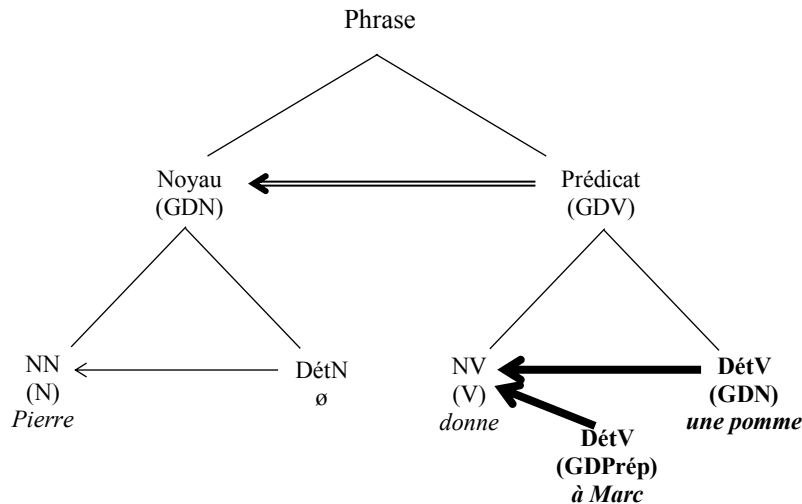 Phrase
Noyau
(GDN)
Prédicat
(GDV)
NN
(N)
Pierre
DétN
ø
NV
(V)
donne
DétV
(GDPrép)
à Marc
DétV
(GDN)
une pomme